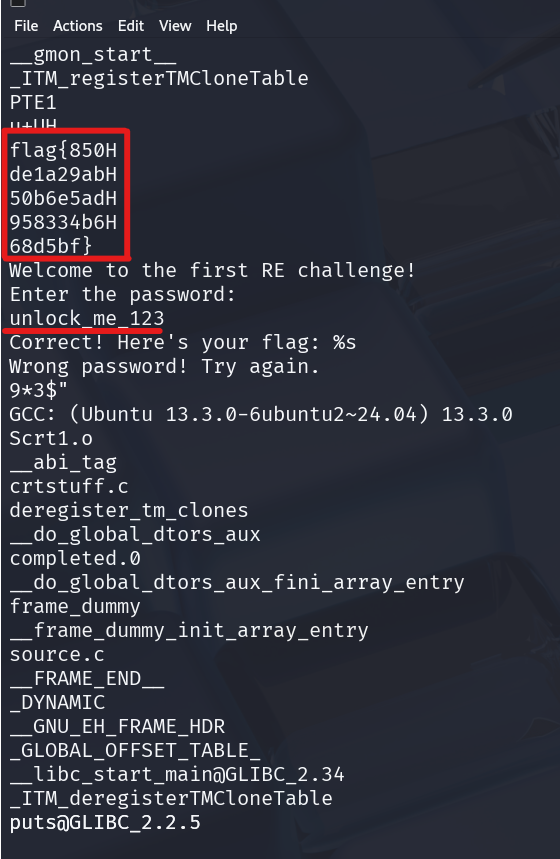 File Actions Edit View Help
__gmon_start__
_ITM_registerTMCloneTable
PTE1
u+UH
flag{850H
de1a29abH
50b6e5adH
958334b6H
68d5bf}
Welcome to the first RE challenge!
Enter the password:
unlock_me_123
Correct! Here's your flag: %s
Wrong password! Try again.
9*3$"
GCC: (Ubuntu 13.3.0-6ubuntu2~24.04) 13.3.0
Scrt1.o
__abi_tag
crtstuff.c
deregister_tm_clones
__do_global_dtors_aux
completed.0
__do_global_dtors_aux_fini_array_entry
frame_dummy
__frame_dummy_init_array_entry
source.c
__FRAME_END__
_DYNAMIC
__GNU_EH_FRAME_HDR
_GLOBAL_OFFSET_TABLE_
__libc_start_main@GLIBC_2.34
_ITM_deregisterTMCloneTable
puts@GLIBC_2.2.5